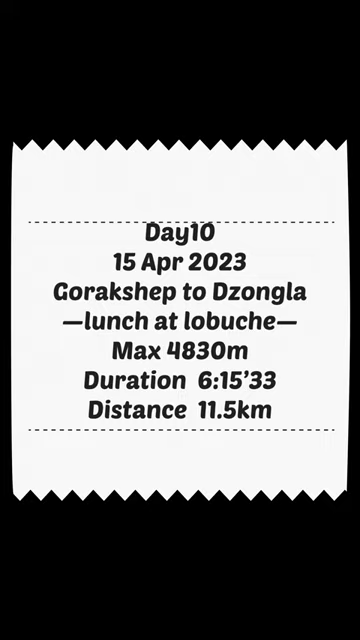 Day10
15 Apr 2023
Gorakshep to Dzongla
—lunch at lobuche—
Max 4830m
Duration 6:15’33
Distance 11.5km